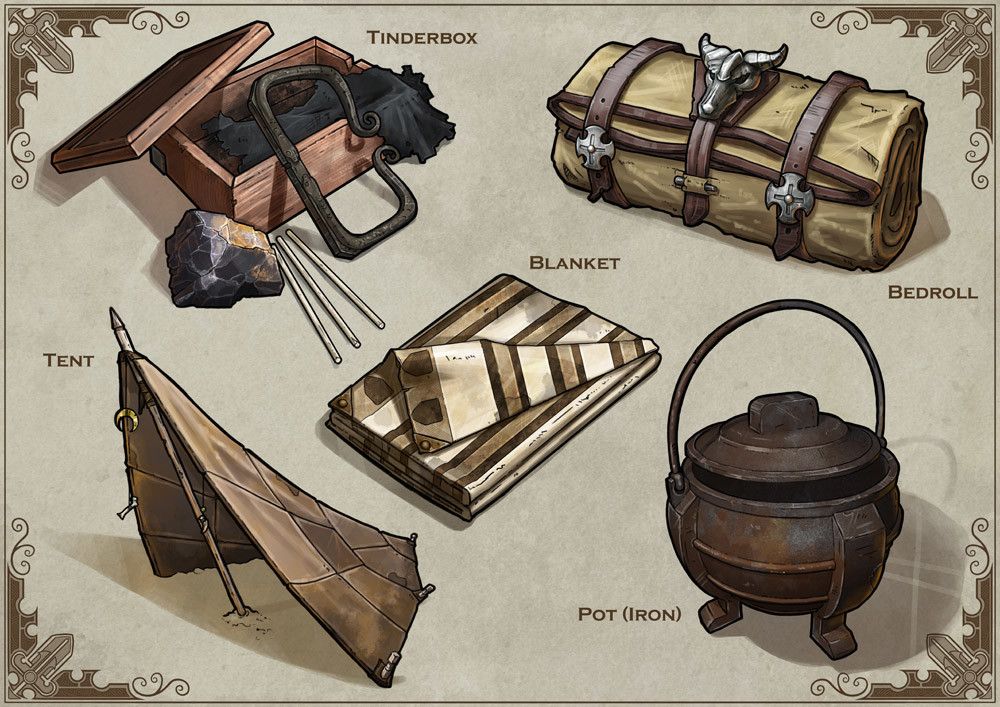 Tinderbox
Blanket
Bedroll
Tent
Pot (Iron)